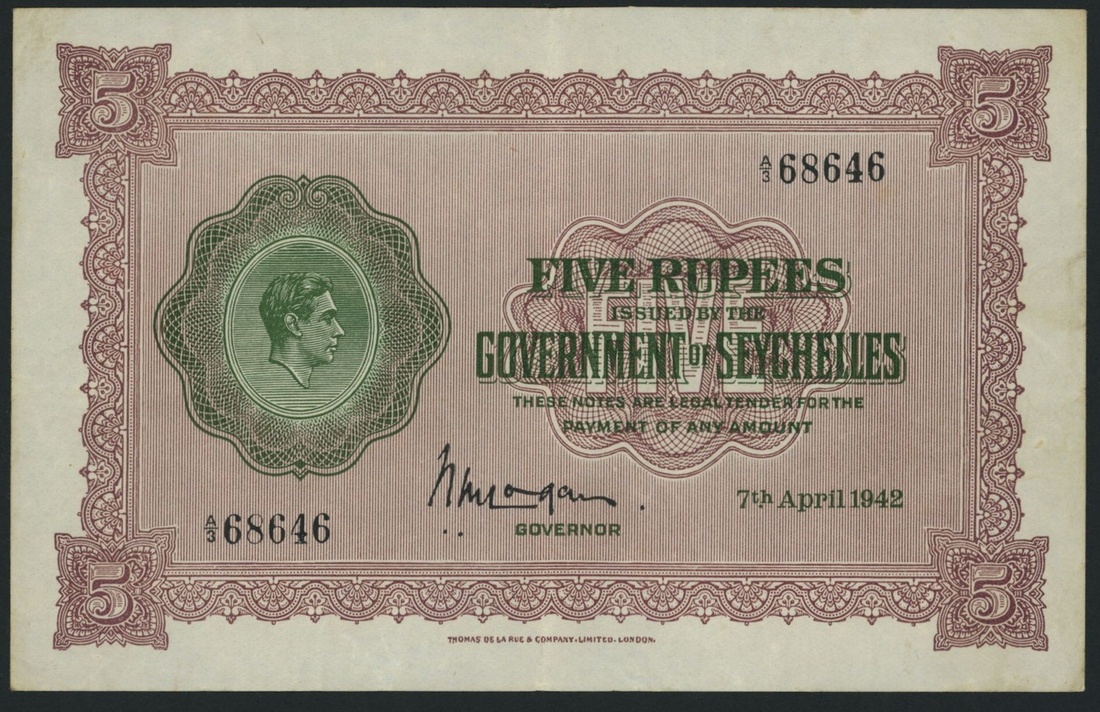 5 5
A/3 68646
FIVE RUPEES
ISSUED BY THE
FIVE
GOVERNMENT OF SEYCHELLES
THESE NOTES ARE LEGAL TENDER FOR THE
PAYMENT OF ANY AMOUNT
7th April 1942
A/3 68646
GOVERNOR
5 5
THOMAS DE LA RUE & COMPANY, LIMITED, LONDON.